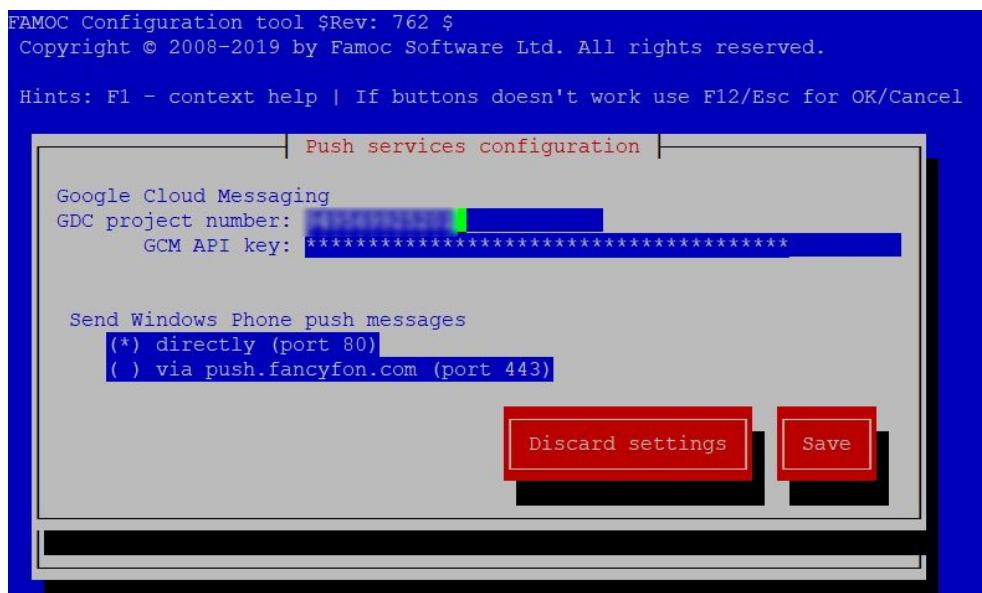 FAMOC Configuration tool $Rev: 762 $
Copyright © 2008-2019 by Famoc Software Ltd. All rights reserved.
Hints: F1 - context help | If buttons doesn't work use F12/Esc for OK/Cancel
Push services configuration
Google Cloud Messaging
GDC project number:
GCM API key: ***************************************
Send Windows Phone push messages
(*) directly (port 80)
( ) via push.fancyfon.com (port 443)
Discard settings Save